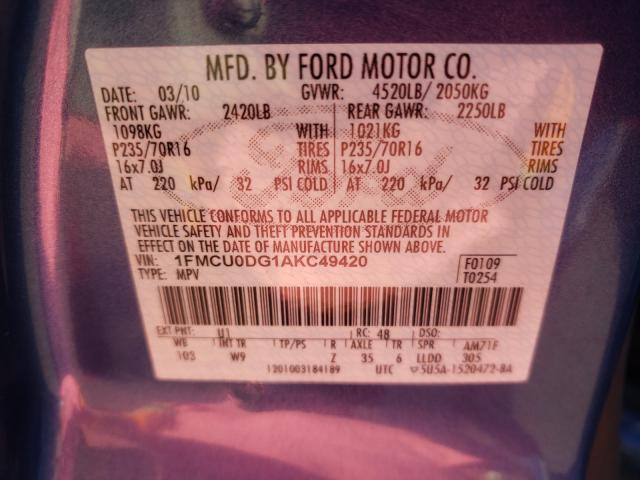 MFD. BY FORD MOTOR CO.
DATE: 03/10 GVWR: 4520LB/ 2050KG
FRONT GAWR: 2420LB REAR GAWR: 2250LB
1098KG WITH 1021KG WITH
P235/70R16 TIRES P235/70R16 TIRES
16x7.0J RIMS 16x7.0J RIMS
AT 220 kPa/ 32 PSI COLD AT 220 kPa/ 32 PSI COLD
THIS VEHICLE CONFORMS TO ALL APPLICABLE FEDERAL MOTOR
VEHICLE SAFETY AND THEFT PREVENTION STANDARDS IN
EFFECT ON THE DATE OF MANUFACTURE SHOWN ABOVE.
VIN: 1FMCU0DG1AKC49420 F0109
TYPE: MPV T0254
EXT PNT: U1 RC: 48 DSO:
WB INT TR TP/PS R AXLE TR SPR AM71F
103 W9 Z 35 6 LLDD 305
1201003184189 UTC ▽5U5A-1520472-BA